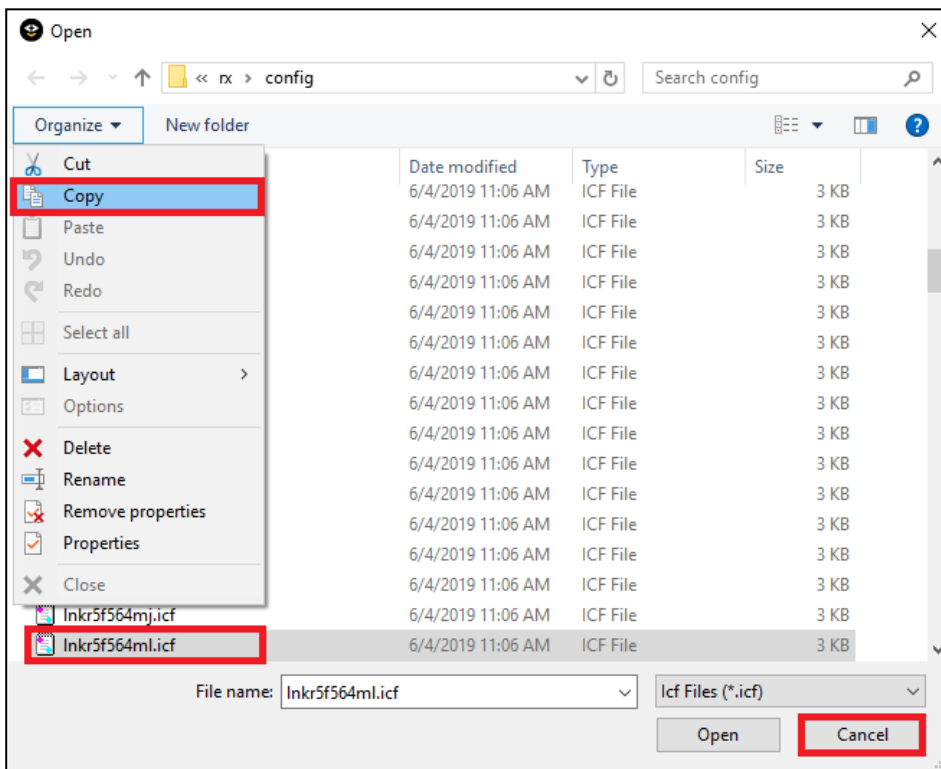 Open
« rx > config
Search config
Organize
New folder
Cut
Copy
Paste
Undo
Redo
Select all
Layout
Options
Delete
Rename
Remove properties
Properties
Close
Date modified Type Size
6/4/2019 11:06 AM ICF File 3 KB
6/4/2019 11:06 AM ICF File 3 KB
6/4/2019 11:06 AM ICF File 3 KB
6/4/2019 11:06 AM ICF File 3 KB
6/4/2019 11:06 AM ICF File 3 KB
6/4/2019 11:06 AM ICF File 3 KB
6/4/2019 11:06 AM ICF File 3 KB
6/4/2019 11:06 AM ICF File 3 KB
6/4/2019 11:06 AM ICF File 3 KB
6/4/2019 11:06 AM ICF File 3 KB
6/4/2019 11:06 AM ICF File 3 KB
6/4/2019 11:06 AM ICF File 3 KB
6/4/2019 11:06 AM ICF File 3 KB
6/4/2019 11:06 AM ICF File 3 KB
lnkr5f564mj.icf 6/4/2019 11:06 AM ICF File 3 KB
lnkr5f564ml.icf 6/4/2019 11:06 AM ICF File 3 KB
File name: lnkr5f564ml.icf
Icf Files (*.icf)
Open
Cancel